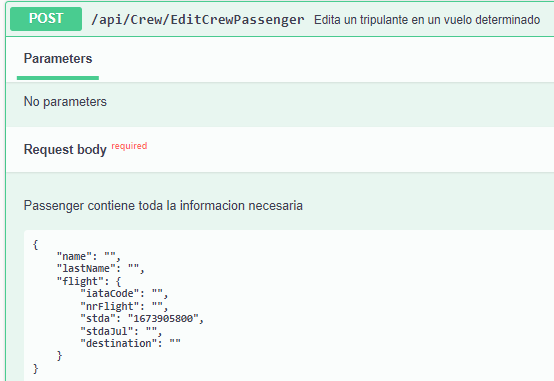 POST /api/Crew/EditCrewPassenger Edita un tripulante en un vuelo determinado
Parameters
No parameters
Request body required
Passenger contiene toda la informacion necesaria
{
    "name": "",
    "lastName": "",
    "flight": {
        "iataCode": "",
        "nrFlight": "",
        "stda": "1673905800",
        "stdaJul": "",
        "destination": ""
    }
}